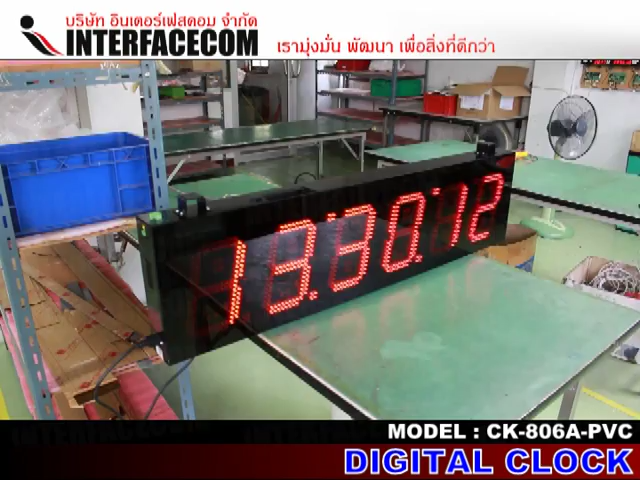 บริษัท อินเตอร์เฟสคอม จำกัด
INTERFACECOM
เรามุ่งมั่น พัฒนา เพื่อสิ่งที่ดีกว่า
13.30.12
MODEL : CK-806A-PVC
DIGITAL CLOCK